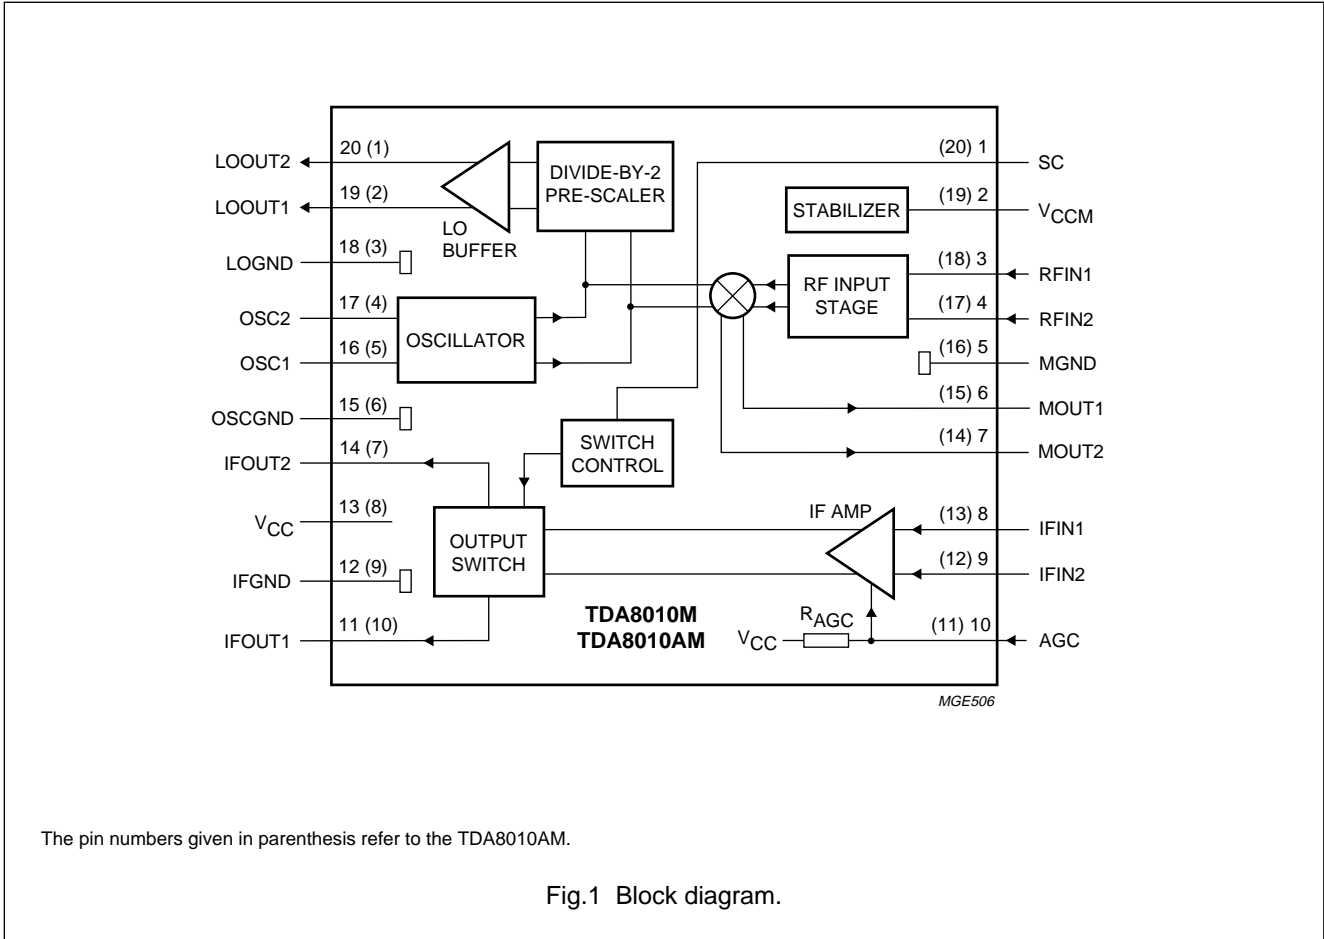 LOOUT2
20 (1)
LOOUT1
19 (2)
LOGND
18 (3)
OSC2
17 (4)
OSC1
16 (5)
OSCGND
15 (6)
IFOUT2
14 (7)
VCC
13 (8)
IFGND
12 (9)
IFOUT1
11 (10)
LO
BUFFER
DIVIDE-BY-2
PRE-SCALER
OSCILLATOR
SWITCH
CONTROL
OUTPUT
SWITCH
STABILIZER
RF INPUT
STAGE
IF AMP
RAGC
VCC
TDA8010M
TDA8010AM
(20) 1
SC
(19) 2
VCCM
(18) 3
RFIN1
(17) 4
RFIN2
(16) 5
MGND
(15) 6
MOUT1
(14) 7
MOUT2
(13) 8
IFIN1
(12) 9
IFIN2
(11) 10
AGC
MGE506
The pin numbers given in parenthesis refer to the TDA8010AM.
Fig.1 Block diagram.